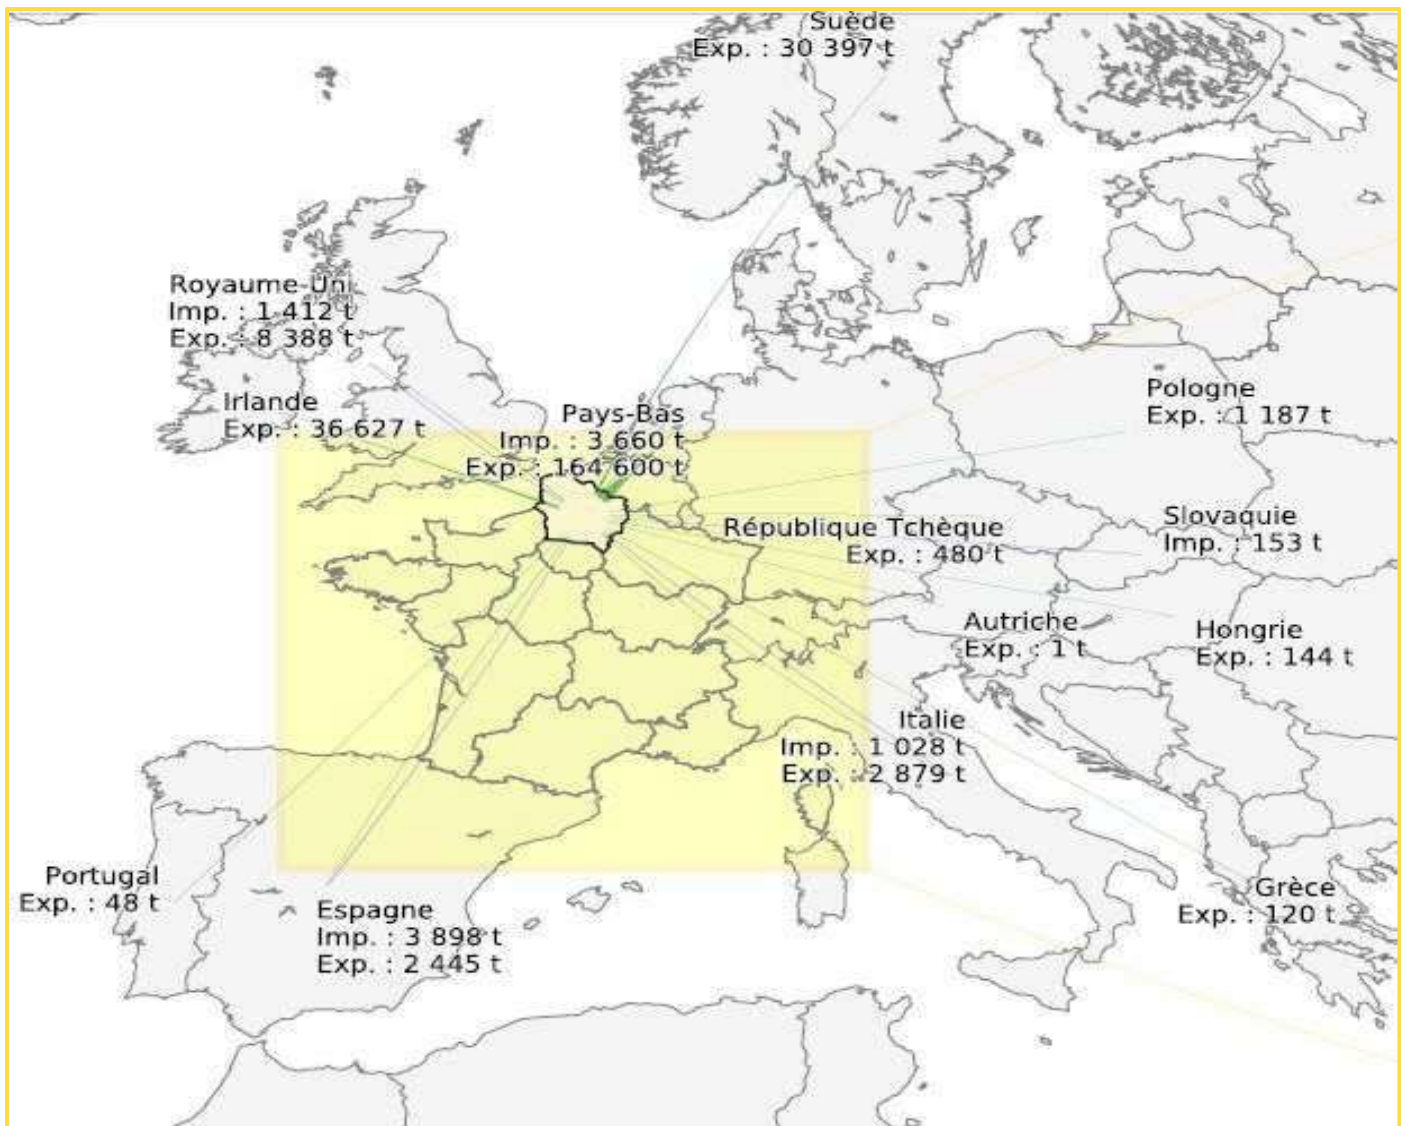 Suède
Exp. : 30 397 t
Royaume-Uni
Imp. : 1 412 t
Exp. : 8 388 t
Irlande
Exp. : 36 627 t
Pays-Bas
Imp. : 3 660 t
Exp. : 164 600 t
Pologne
Exp. : 1 187 t
République Tchèque
Exp. : 480 t
Slovaquie
Imp. : 153 t
Autriche
Exp. : 1 t
Hongrie
Exp. : 144 t
Italie
Imp. : 1 028 t
Exp. : 2 879 t
Portugal
Exp. : 48 t
Espagne
Imp. : 3 898 t
Exp. : 2 445 t
Grèce
Exp. : 120 t